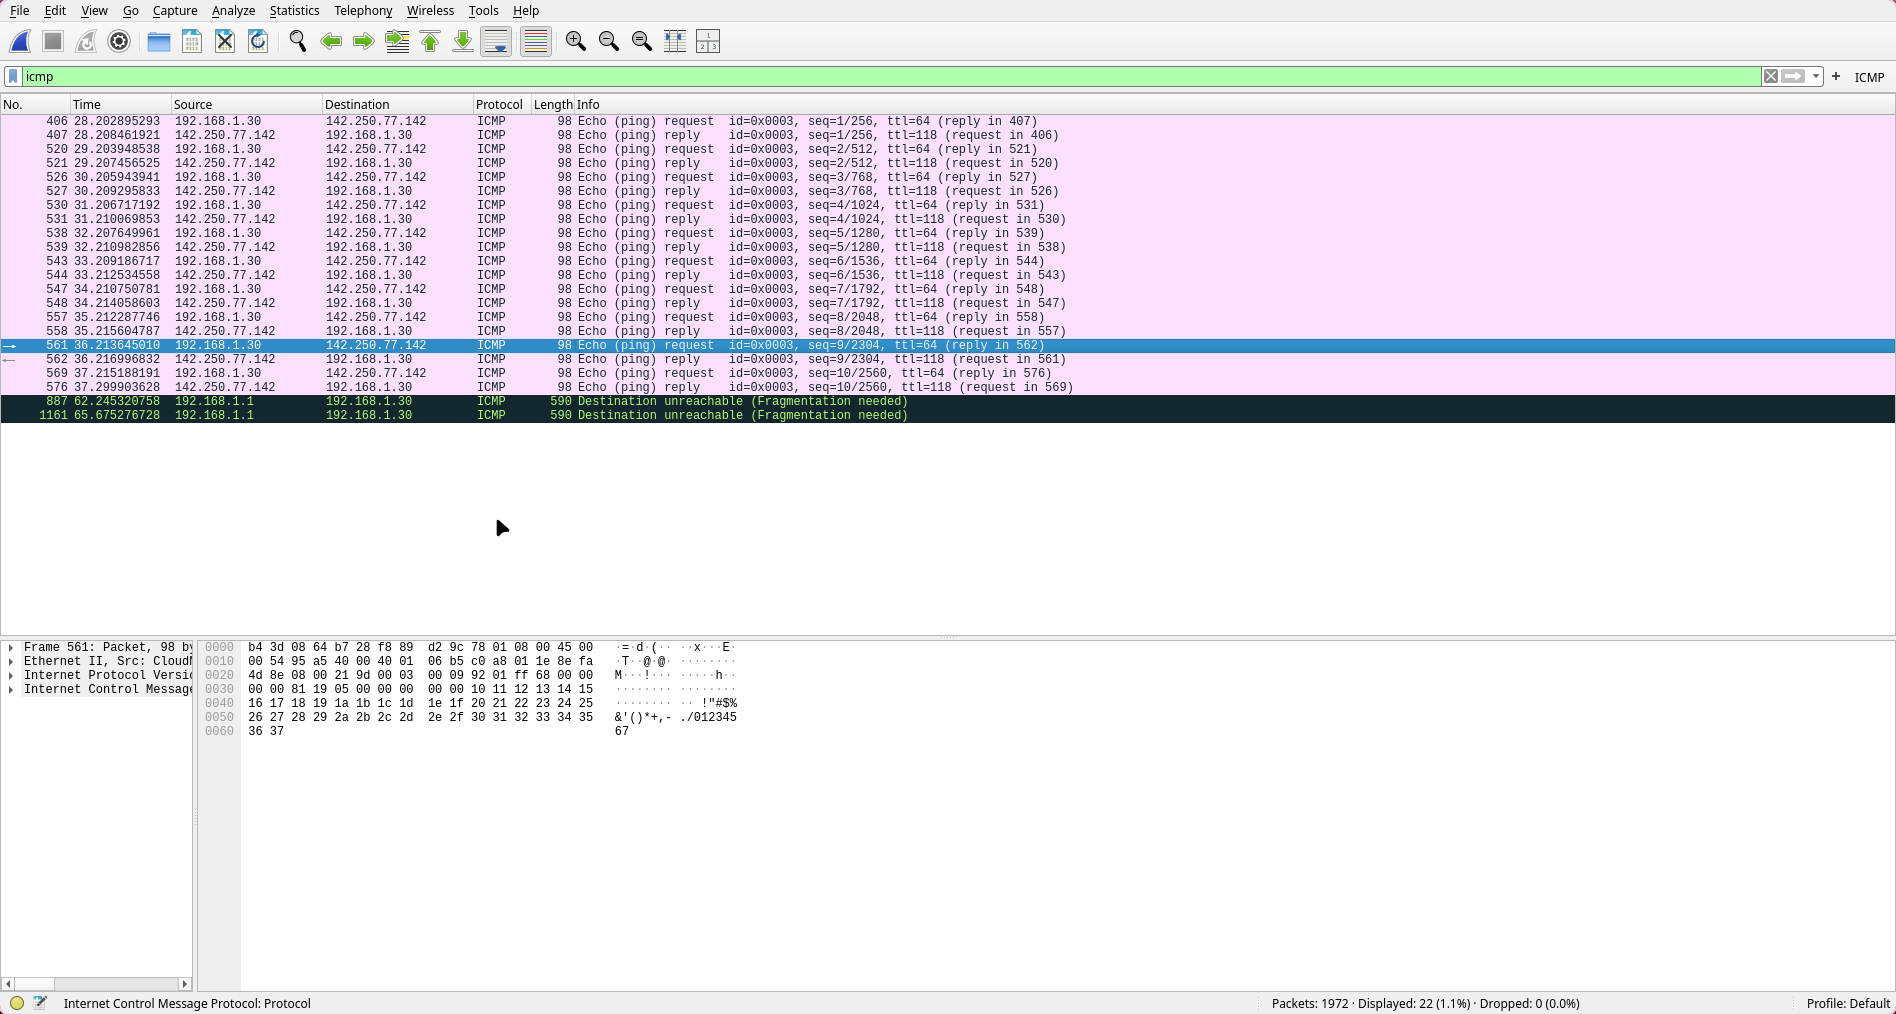 File Edit View Go Capture Analyze Statistics Telephony Wireless Tools Help
icmp + ICMP
No. Time Source Destination Protocol Length Info
406 28.202895293 192.168.1.30 142.250.77.142 ICMP 98 Echo (ping) request id=0x0003, seq=1/256, ttl=64 (reply in 407)
407 28.208461921 142.250.77.142 192.168.1.30 ICMP 98 Echo (ping) reply id=0x0003, seq=1/256, ttl=118 (request in 406)
520 29.203948538 192.168.1.30 142.250.77.142 ICMP 98 Echo (ping) request id=0x0003, seq=2/512, ttl=64 (reply in 521)
521 29.207456525 142.250.77.142 192.168.1.30 ICMP 98 Echo (ping) reply id=0x0003, seq=2/512, ttl=118 (request in 520)
526 30.205943941 192.168.1.30 142.250.77.142 ICMP 98 Echo (ping) request id=0x0003, seq=3/768, ttl=64 (reply in 527)
527 30.209295833 142.250.77.142 192.168.1.30 ICMP 98 Echo (ping) reply id=0x0003, seq=3/768, ttl=118 (request in 526)
530 31.206717192 192.168.1.30 142.250.77.142 ICMP 98 Echo (ping) request id=0x0003, seq=4/1024, ttl=64 (reply in 531)
531 31.210069853 142.250.77.142 192.168.1.30 ICMP 98 Echo (ping) reply id=0x0003, seq=4/1024, ttl=118 (request in 530)
538 32.207649961 192.168.1.30 142.250.77.142 ICMP 98 Echo (ping) request id=0x0003, seq=5/1280, ttl=64 (reply in 539)
539 32.210982856 142.250.77.142 192.168.1.30 ICMP 98 Echo (ping) reply id=0x0003, seq=5/1280, ttl=118 (request in 538)
543 33.209186717 192.168.1.30 142.250.77.142 ICMP 98 Echo (ping) request id=0x0003, seq=6/1536, ttl=64 (reply in 544)
544 33.212534558 142.250.77.142 192.168.1.30 ICMP 98 Echo (ping) reply id=0x0003, seq=6/1536, ttl=118 (request in 543)
547 34.210750781 192.168.1.30 142.250.77.142 ICMP 98 Echo (ping) request id=0x0003, seq=7/1792, ttl=64 (reply in 548)
548 34.214058603 142.250.77.142 192.168.1.30 ICMP 98 Echo (ping) reply id=0x0003, seq=7/1792, ttl=118 (request in 547)
557 35.212287746 192.168.1.30 142.250.77.142 ICMP 98 Echo (ping) request id=0x0003, seq=8/2048, ttl=64 (reply in 558)
558 35.215604787 142.250.77.142 192.168.1.30 ICMP 98 Echo (ping) reply id=0x0003, seq=8/2048, ttl=118 (request in 557)
561 36.213645010 192.168.1.30 142.250.77.142 ICMP 98 Echo (ping) request id=0x0003, seq=9/2304, ttl=64 (reply in 562)
562 36.216996832 142.250.77.142 192.168.1.30 ICMP 98 Echo (ping) reply id=0x0003, seq=9/2304, ttl=118 (request in 561)
569 37.215188191 192.168.1.30 142.250.77.142 ICMP 98 Echo (ping) request id=0x0003, seq=10/2560, ttl=64 (reply in 576)
576 37.299903628 142.250.77.142 192.168.1.30 ICMP 98 Echo (ping) reply id=0x0003, seq=10/2560, ttl=118 (request in 569)
887 62.245320758 192.168.1.1 192.168.1.30 ICMP 590 Destination unreachable (Fragmentation needed)
1161 65.675276728 192.168.1.1 192.168.1.30 ICMP 590 Destination unreachable (Fragmentation needed)
Frame 561: Packet, 98 by
Ethernet II, Src: Cloud
Internet Protocol Versio
Internet Control Message
0000 b4 3d 08 64 b7 28 f8 89 d2 9c 78 01 08 00 45 00 ·=·d·(·· ··x···E·
0010 00 54 95 a5 40 00 40 01 06 b5 c0 a8 01 1e 8e fa ·T··@·@· ········
0020 4d 8e 08 00 21 9d 00 03 00 09 92 01 ff 68 00 00 M···!··· ·····h··
0030 00 00 81 19 05 00 00 00 00 00 10 11 12 13 14 15 ········ ········
0040 16 17 18 19 1a 1b 1c 1d 1e 1f 20 21 22 23 24 25 ········ ·· !"#$%
0050 26 27 28 29 2a 2b 2c 2d 2e 2f 30 31 32 33 34 35 &'()*+,- ./012345
0060 36 37 67
Internet Control Message Protocol: Protocol Packets: 1972 · Displayed: 22 (1.1%) · Dropped: 0 (0.0%) Profile: Default